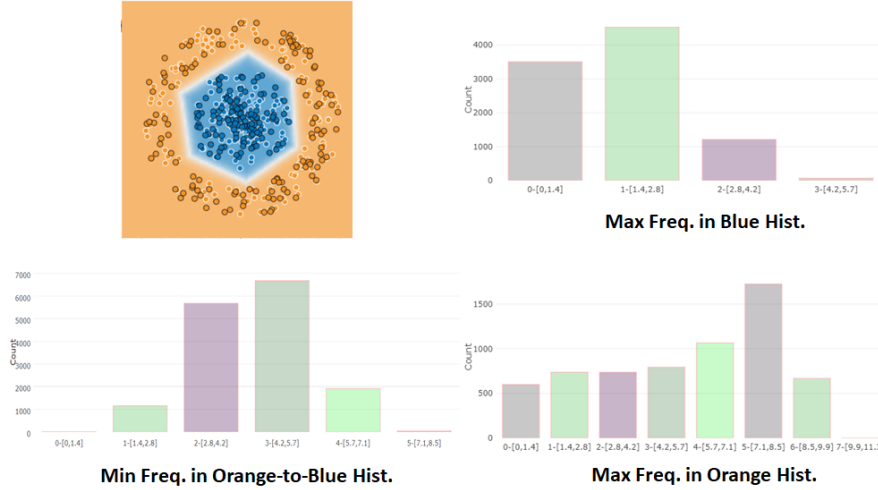 4000
3000
2000
1000
0
Count
0-[0,1.4] 1-[1.4,2.8] 2-[2.8,4.2] 3-[4.2,5.7]
Max Freq. in Blue Hist.
7000
6000
5000
4000
3000
2000
1000
0
Count
0-[0,1.4] 1-[1.4,2.8] 2-[2.8,4.2] 3-[4.2,5.7] 4-[5.7,7.1] 5-[7.1,8.5]
Min Freq. in Orange-to-Blue Hist.
1500
1000
500
0
Count
0-[0,1.4] 1-[1.4,2.8] 2-[2.8,4.2] 3-[4.2,5.7] 4-[5.7,7.1] 5-[7.1,8.5] 6-[8.5,9.9] 7-[9.9,11.
Max Freq. in Orange Hist.